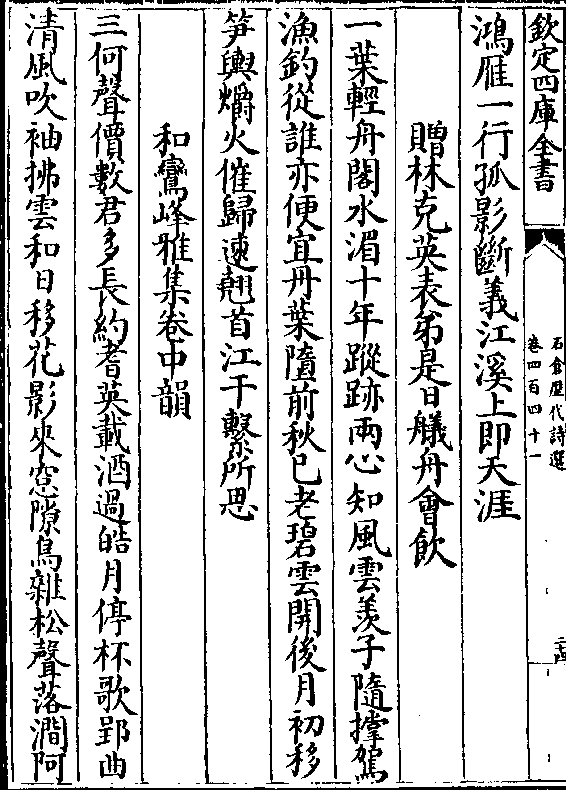 欽定四庫全書
石倉歷代詩選
卷四百四十一
鴻雁一行孤影斷義江溪上即天涯
贈林克英表弟是日艤舟會飲
一葉輕舟閣水湄十年蹤跡兩心知風雲羨子隨摶鴐
漁釣從誰亦便宜丹葉墮前秋已老碧雲開後月初移
笋輿爝火催歸速翹首江干繫所思
和鸞峰雅集卷中韻
三何聲價數君多長約耆英載酒過皓月停杯歌郢曲
清風吹袖拂雲和日移花影來窓隙鳥雜松聲落澗阿